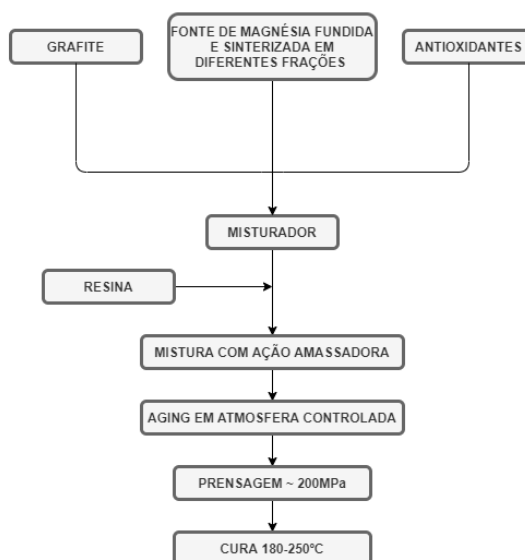 GRAFITE
FONTE DE MAGNÉSIA FUNDIDA
E SINTERIZADA EM
DIFERENTES FRAÇÕES
ANTIOXIDANTES
MISTURADOR
RESINA
MISTURA COM AÇÃO AMASSADORA
AGING EM ATMOSFERA CONTROLADA
PRENSAGEM ~ 200MPa
CURA 180-250ºC